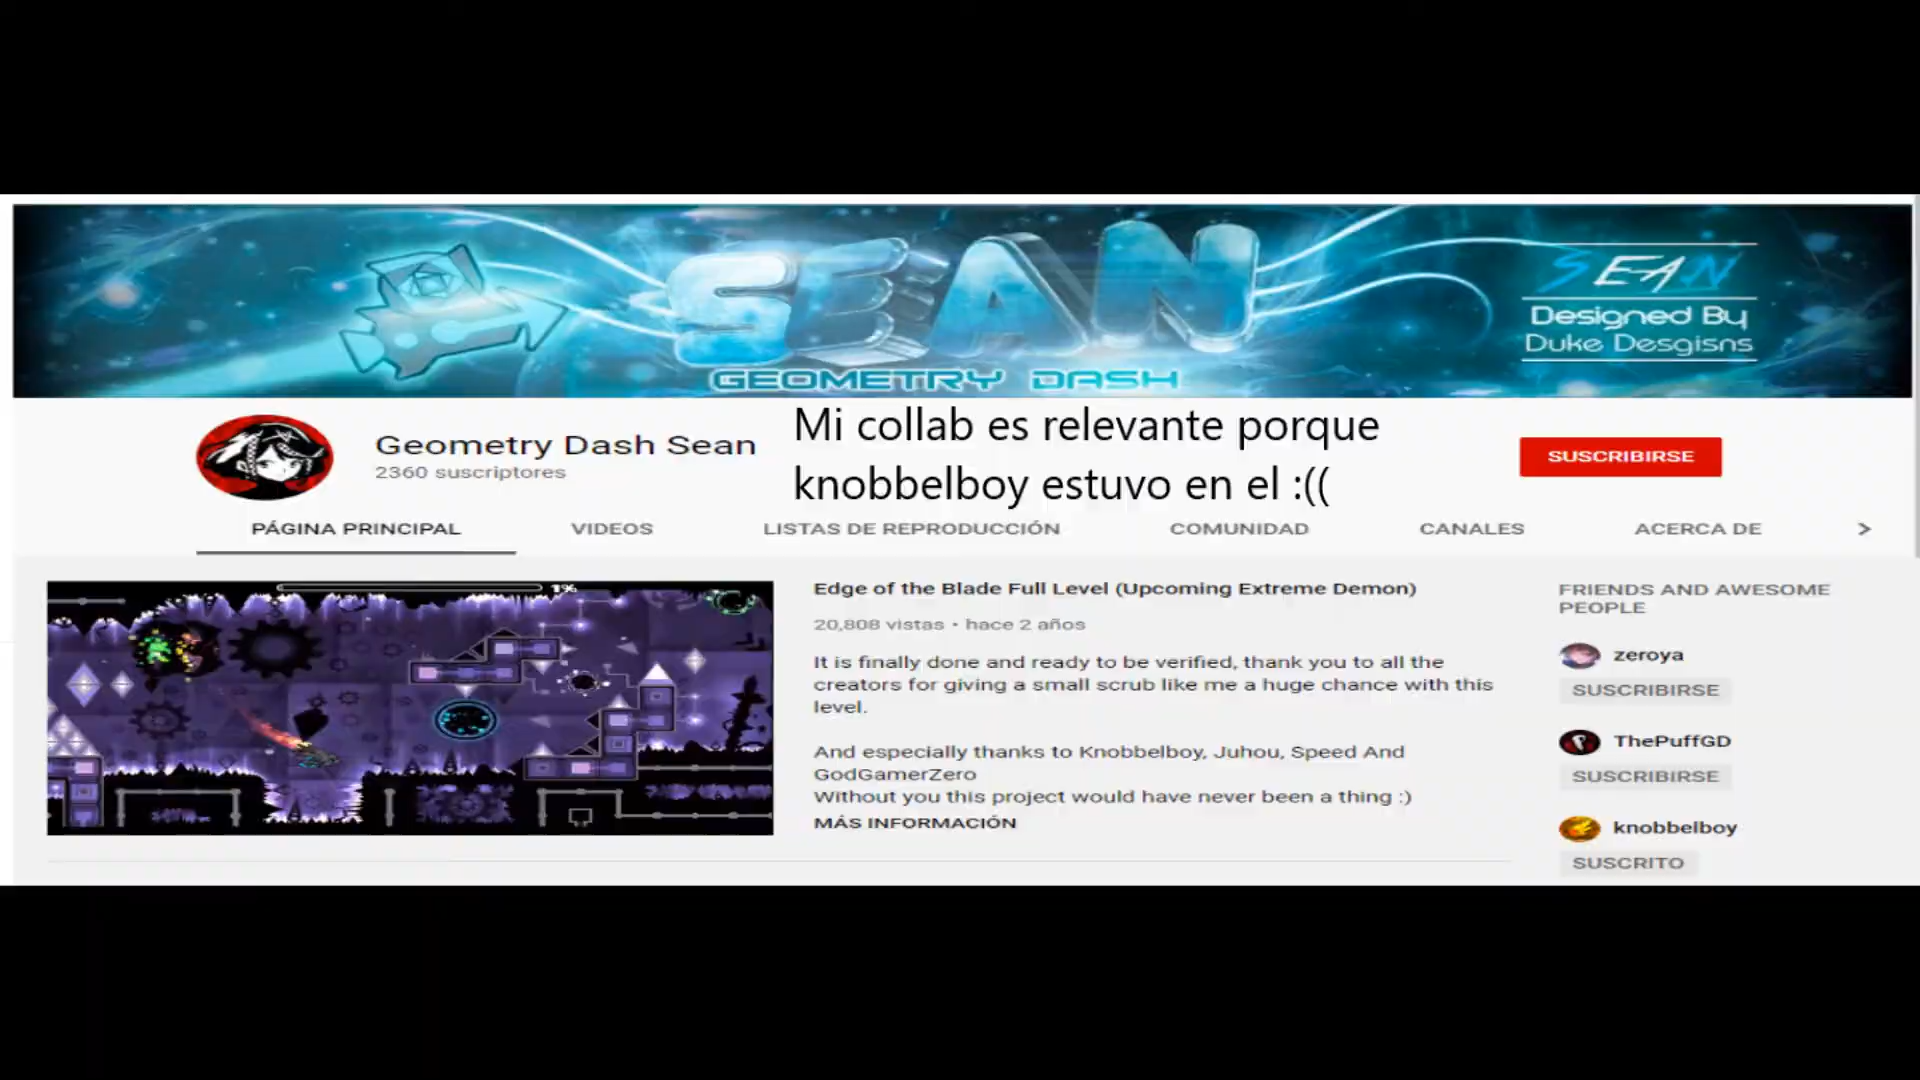 SEAN
GEOMETRY DASH
SEAN
Designed By
Duke Desgisns
Geometry Dash Sean
2360 suscriptores
Mi collab es relevante porque
knobbelboy estuvo en el :((
SUSCRIBIRSE
PÁGINA PRINCIPAL VIDEOS LISTAS DE REPRODUCCIÓN COMUNIDAD CANALES ACERCA DE
1%
Edge of the Blade Full Level (Upcoming Extreme Demon)
20,808 vistas • hace 2 años
It is finally done and ready to be verified, thank you to all the
creators for giving a small scrub like me a huge chance with this
level.
And especially thanks to Knobbelboy, Juhou, Speed And
GodGamerZero
Without you this project would have never been a thing :)
MÁS INFORMACIÓN
FRIENDS AND AWESOME
PEOPLE
zeroya
SUSCRIBIRSE
ThePuffGD
SUSCRIBIRSE
knobbelboy
SUSCRITO